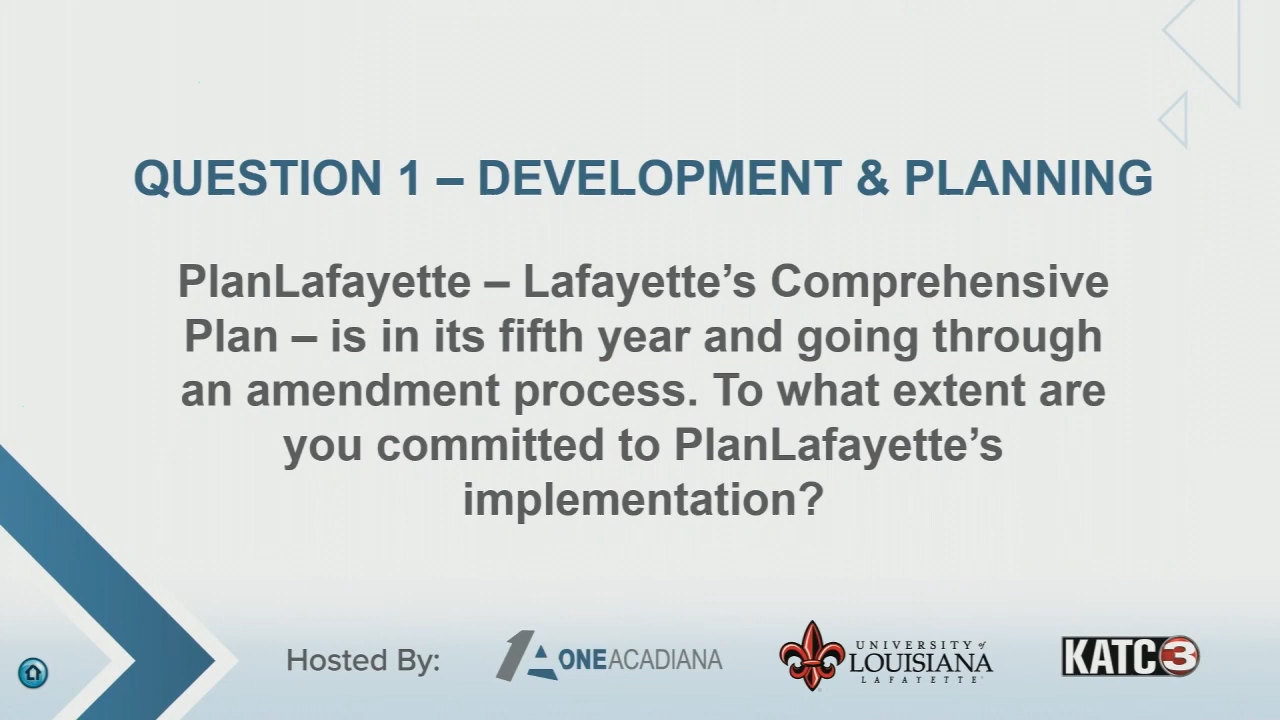 QUESTION 1 – DEVELOPMENT & PLANNING
PlanLafayette – Lafayette’s Comprehensive
Plan – is in its fifth year and going through
an amendment process. To what extent are
you committed to PlanLafayette’s
implementation?
Hosted By:
1A ONEACADIANA
UNIVERSITY of
LOUISIANA
LAFAYETTE
KATC3